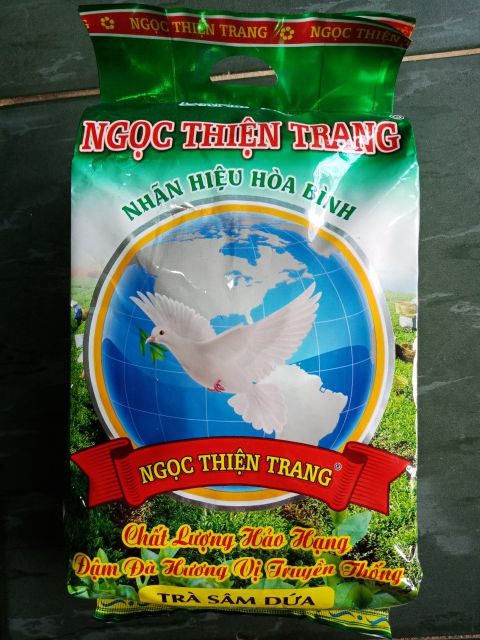 NGỌC THIỆN TRANG NGỌC THIỆN
NGỌC THIỆN TRANG
NHÃN HIỆU HÒA BÌNH
NGỌC THIỆN TRANG®
Chất Lượng Hảo Hạng
Đậm Đà Hương Vị Truyền Thống
TRÀ SÂM DỨA